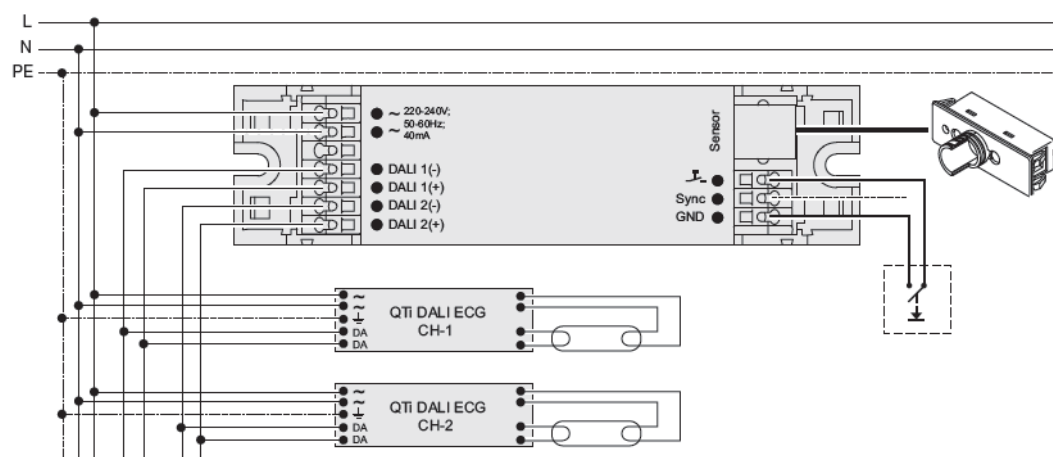 L
N
PE
~ 220-240V;
~ 50-60Hz;
40mA
DALI 1(-)
DALI 1(+)
DALI 2(-)
DALI 2(+)
Sensor
Sync
GND
~
~
DA
DA
QTi DALI ECG
CH-1
~
~
DA
DA
QTi DALI ECG
CH-2